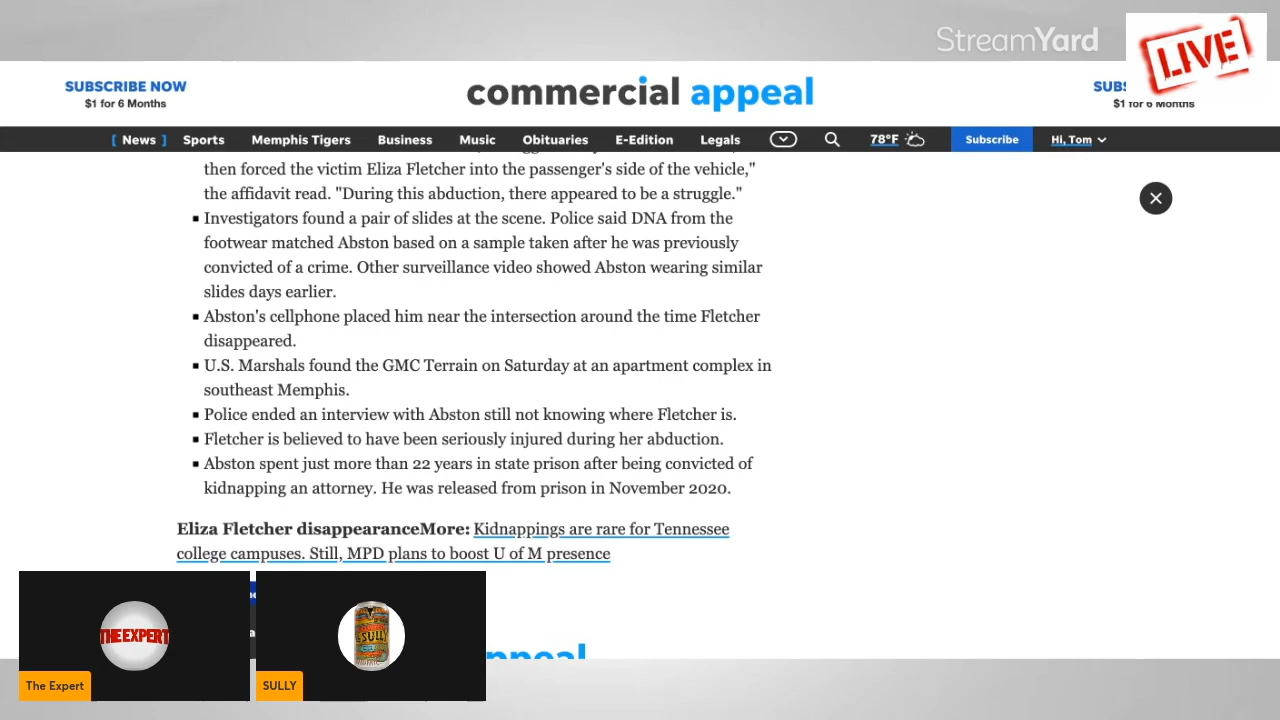 StreamYard
LIVE
SUBSCRIBE NOW
$1 for 6 Months
commercial appeal
SUBS
$1 for 6 Months
[ News ] Sports Memphis Tigers Business Music Obituaries E-Edition Legals 78°F Subscribe Hi, Tom
then forced the victim Eliza Fletcher into the passenger's side of the vehicle,"
the affidavit read. "During this abduction, there appeared to be a struggle."
▪ Investigators found a pair of slides at the scene. Police said DNA from the
footwear matched Abston based on a sample taken after he was previously
convicted of a crime. Other surveillance video showed Abston wearing similar
slides days earlier.
▪ Abston's cellphone placed him near the intersection around the time Fletcher
disappeared.
▪ U.S. Marshals found the GMC Terrain on Saturday at an apartment complex in
southeast Memphis.
▪ Police ended an interview with Abston still not knowing where Fletcher is.
▪ Fletcher is believed to have been seriously injured during her abduction.
▪ Abston spent just more than 22 years in state prison after being convicted of
kidnapping an attorney. He was released from prison in November 2020.
Eliza Fletcher disappearanceMore: Kidnappings are rare for Tennessee
college campuses. Still, MPD plans to boost U of M presence
THE EXPERT
SULLY
The Expert
SULLY